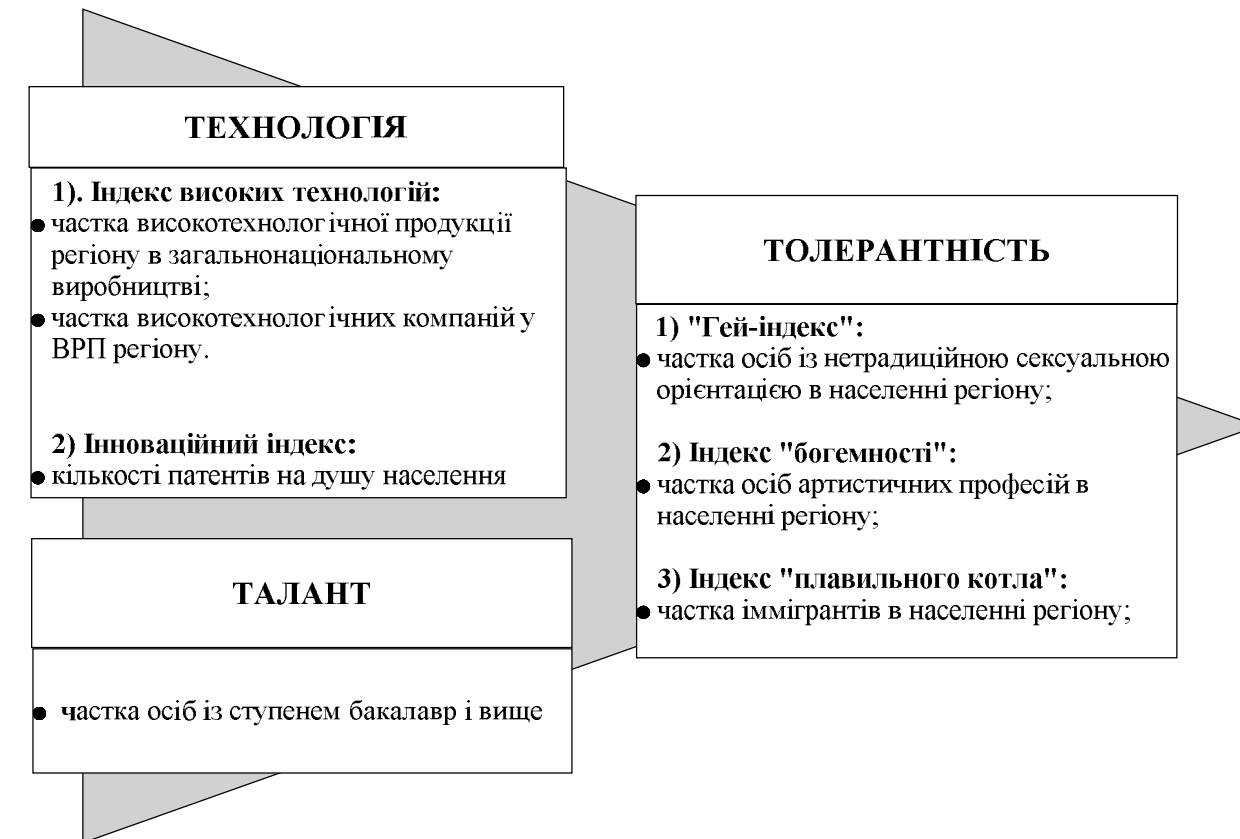 ТЕХНОЛОГІЯ
1). Індекс високих технологій:
● частка високотехнологічної продукції
регіону в загальнонаціональному
виробництві;
● частка високотехнологічних компаній у
ВРП регіону.
2) Інноваційний індекс:
● кількості патентів на душу населення
ТАЛАНТ
● частка осіб із ступенем бакалавр і вище
ТОЛЕРАНТНІСТЬ
1) "Гей-індекс":
● частка осіб із нетрадиційною сексуальною
орієнтацією в населенні регіону;
2) Індекс "богемності":
● частка осіб артистичних професій в
населенні регіону;
3) Індекс "плавильного котла":
● частка іммігрантів в населенні регіону;